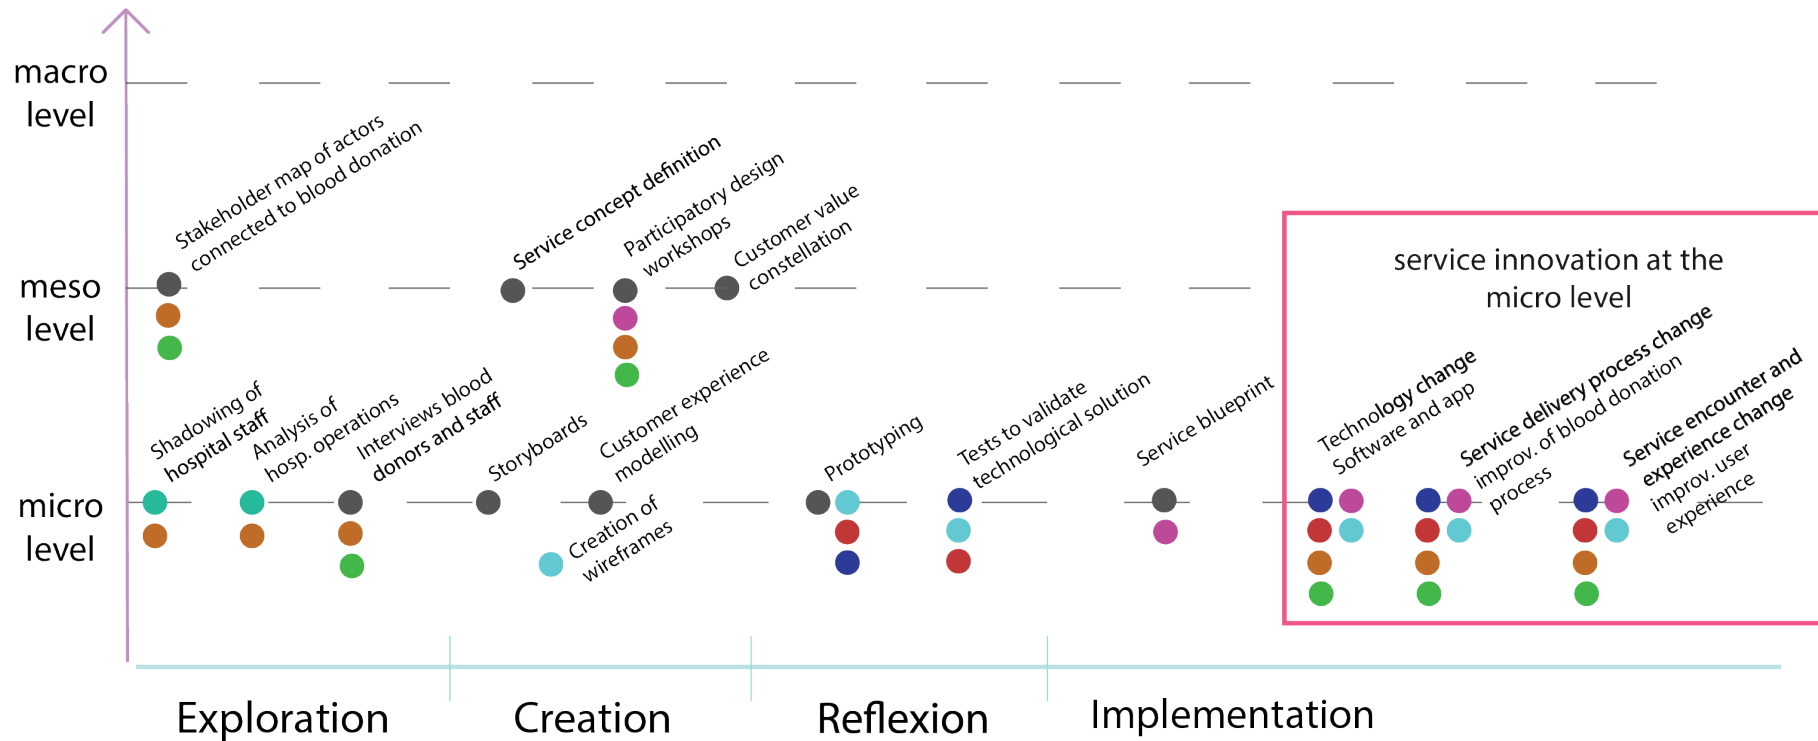 macro
level
Stakeholder map of actors
connected to blood donation
Service concept definition
Participatory design
workshops
Customer value
constellation
meso
level
service innovation at the
micro level
Shadowing of
hospital staff
Analysis of
hosp. operations
Interviews blood
donors and staff
Storyboards
Customer experience
modelling
Creation of
wireframes
Prototyping
Tests to validate
technological solution
Service blueprint
Technology change
Software and app
Service delivery process change
improv. of blood donation
process
Service encounter and
experience change
improv. user
experience
micro
level
Exploration
Creation
Reflexion
Implementation